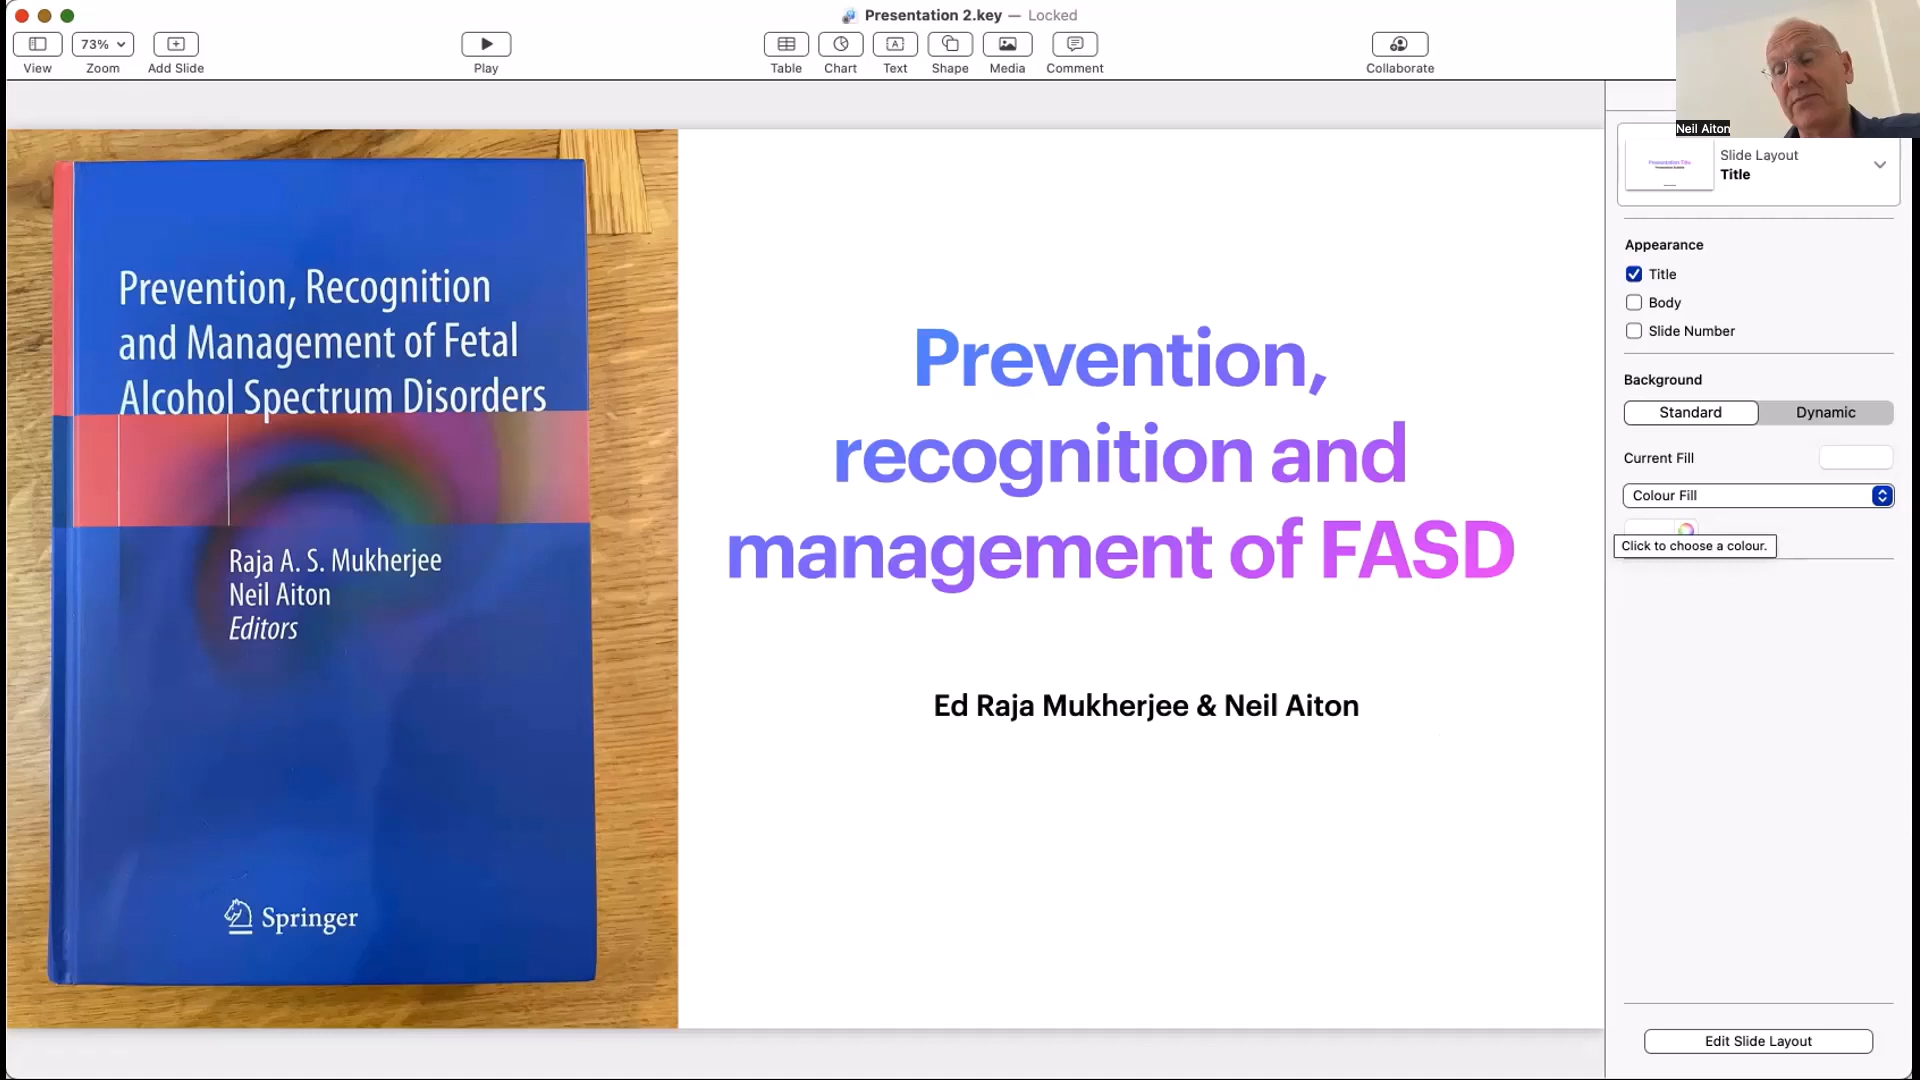 Presentation 2.key — Locked
73%
View
Zoom
Add Slide
Play
Table
Chart
Text
Shape
Media
Comment
Collaborate
Neil Aiton
Prevention, Recognition
and Management of Fetal
Alcohol Spectrum Disorders
Raja A. S. Mukherjee
Neil Aiton
Editors
Springer
Prevention,
recognition and
management of FASD
Ed Raja Mukherjee & Neil Aiton
Presentation Title
Slide Layout
Title
Appearance
Title
Body
Slide Number
Background
Standard
Dynamic
Current Fill
Colour Fill
Click to choose a colour.
Edit Slide Layout